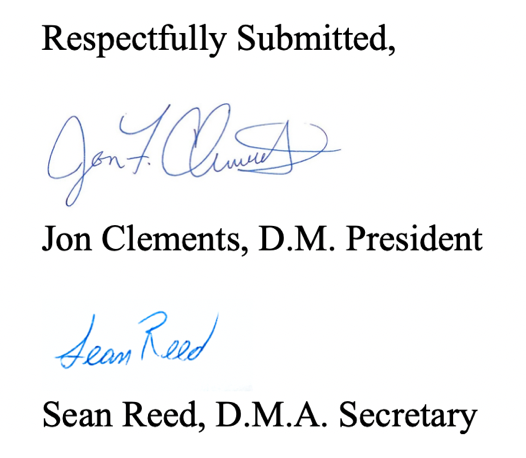 Respectfully Submitted,
Jon F. Clements
Jon Clements, D.M. President
Sean Reed
Sean Reed, D.M.A. Secretary